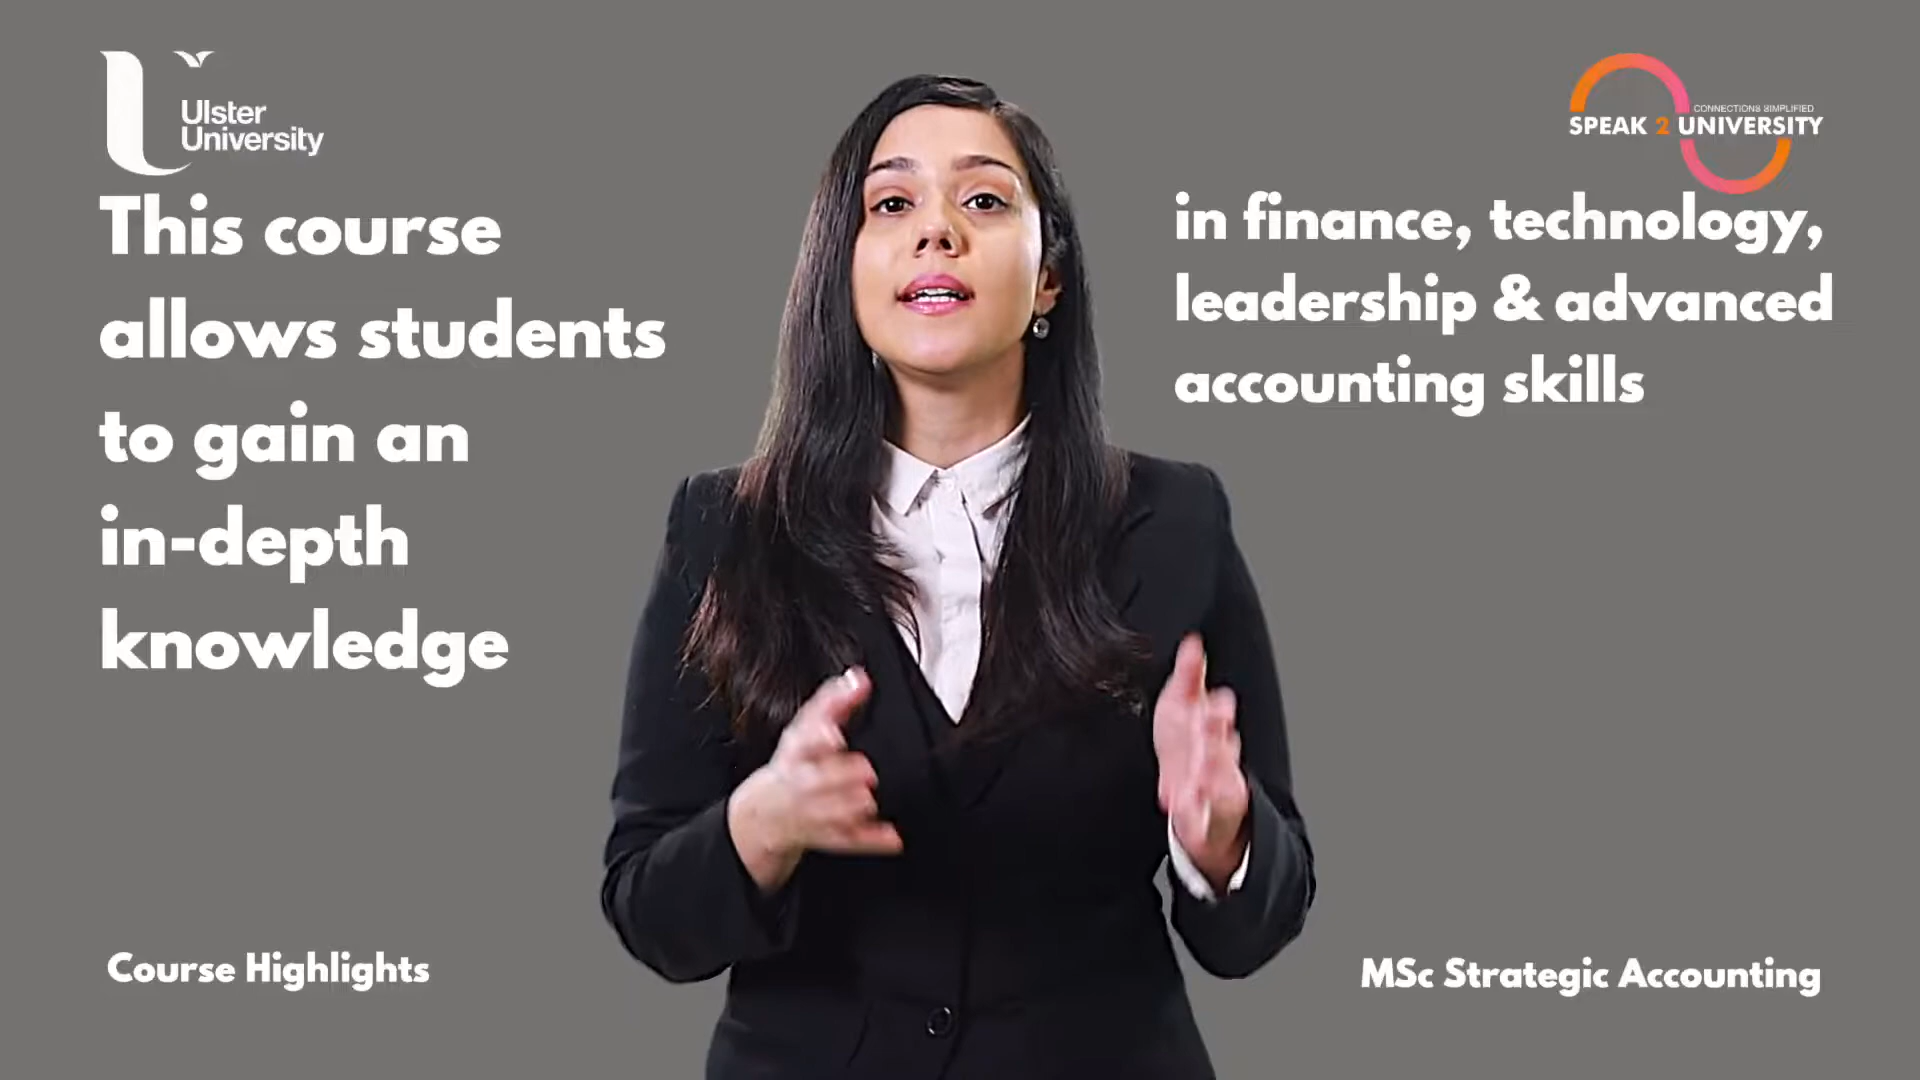 Ulster
University
CONNECTIONS SIMPLIFIED
SPEAK 2 UNIVERSITY
This course
allows students
to gain an
in-depth
knowledge
in finance, technology,
leadership & advanced
accounting skills
Course Highlights
MSc Strategic Accounting